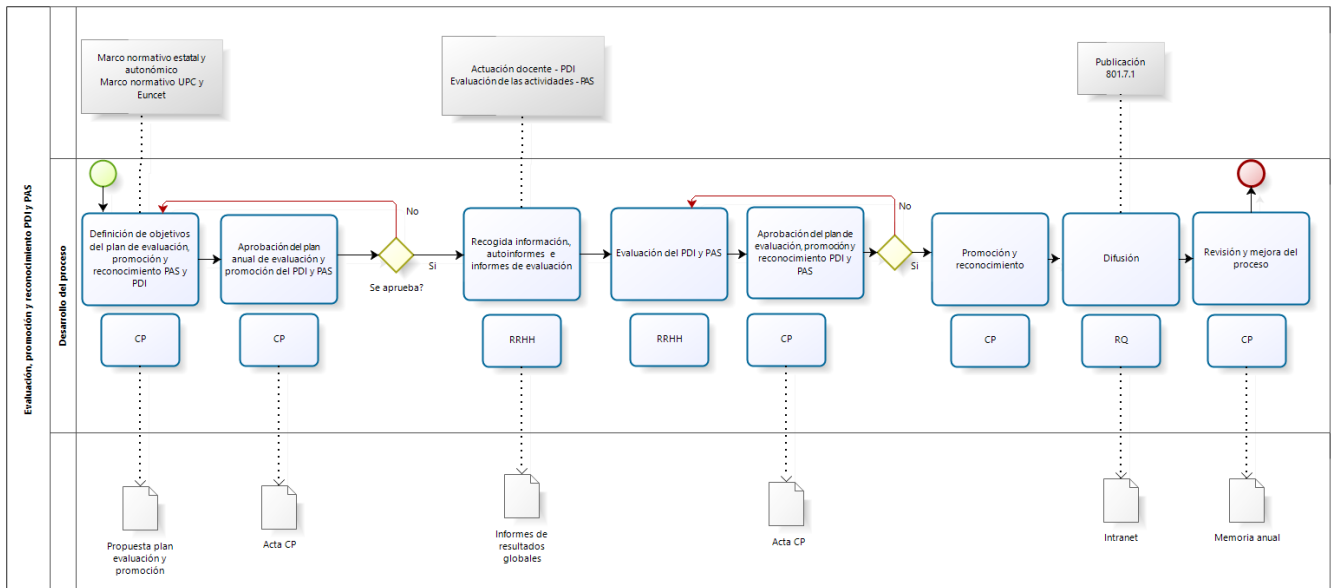 Evaluación, promoción y reconocimiento PDI y PAS
Desarrollo del proceso
Marco normativo estatal y
autonómico
Marco normativo UPC y
Euncet
Actuación docente - PDI
Evaluación de las actividades - PAS
Publicación
801.7.1
Definición de objetivos
del plan de evaluación,
promoción y
reconocimiento PAS y
PDI
Aprobación del plan
anual de evaluación y
promoción del PDI y PAS
No
Si
Se aprueba?
Recogida información,
autoinformes e
informes de evaluación
Evaluación del PDI y PAS
Aprobación del plan de
evaluación, promoción y
reconocimiento PDI y
PAS
No
Si
Promoción y
reconocimiento
Difusión
Revisión y mejora del
proceso
CP
CP
RRHH
RRHH
CP
CP
RQ
CP
Propuesta plan
evaluación y
promoción
Acta CP
Informes de
resultados
globales
Acta CP
Intranet
Memoria anual